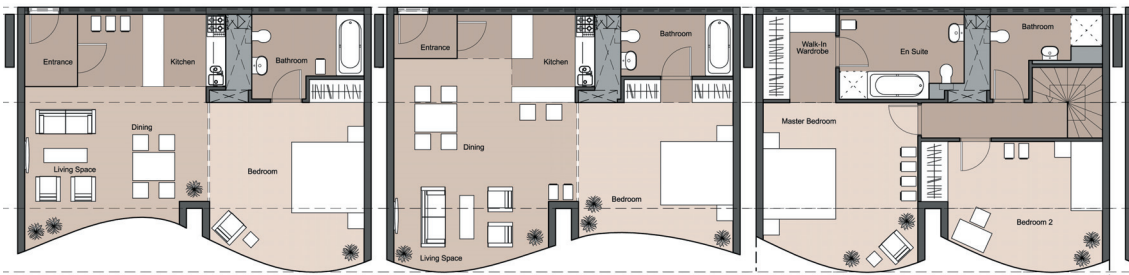 Entrance
Kitchen
Bathroom
Dining
Living Space
Bedroom
Entrance
Kitchen
Bathroom
Dining
Bedroom
Living Space
Walk-In
Wardrobe
En Suite
Bathroom
Master Bedroom
Bedroom 2